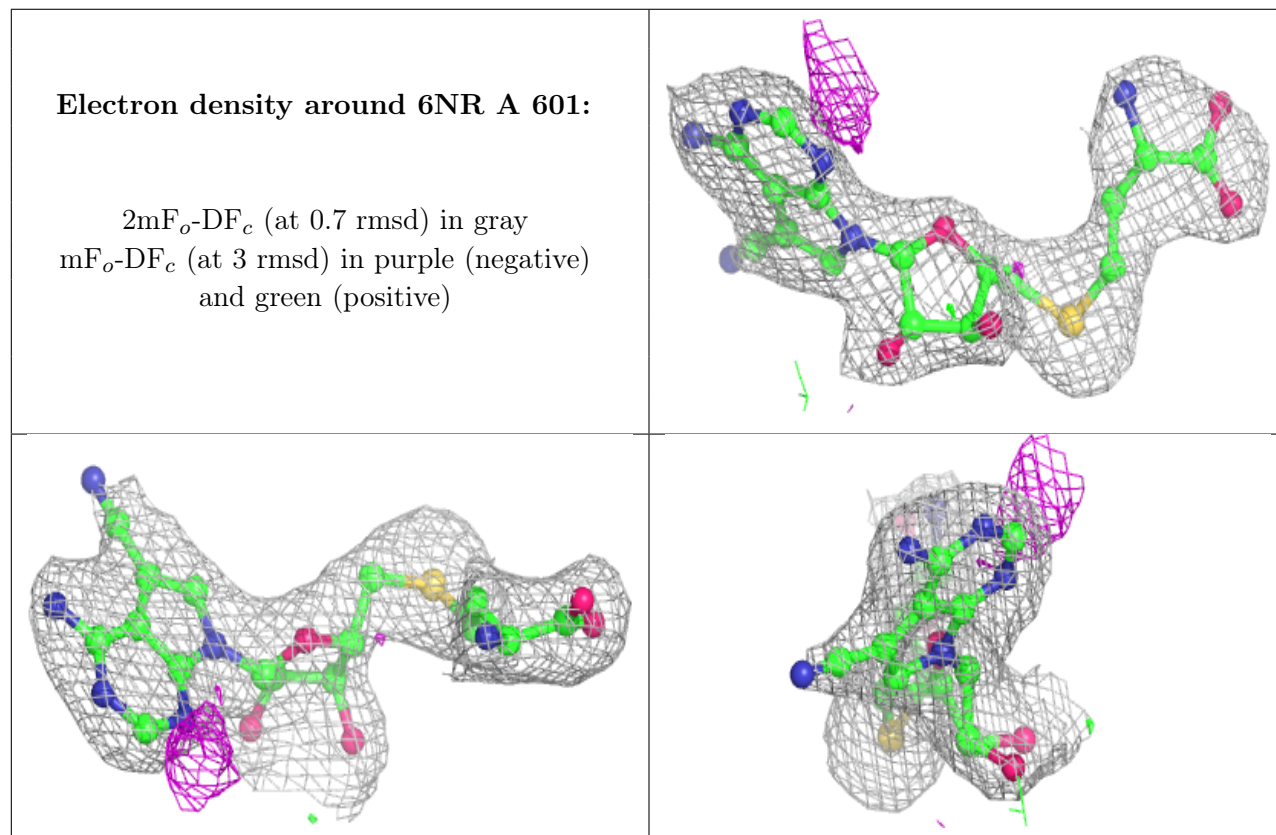 Electron density around 6NR A 601:
2mFo-DFc (at 0.7 rmsd) in gray
mFo-DFc (at 3 rmsd) in purple (negative)
and green (positive)